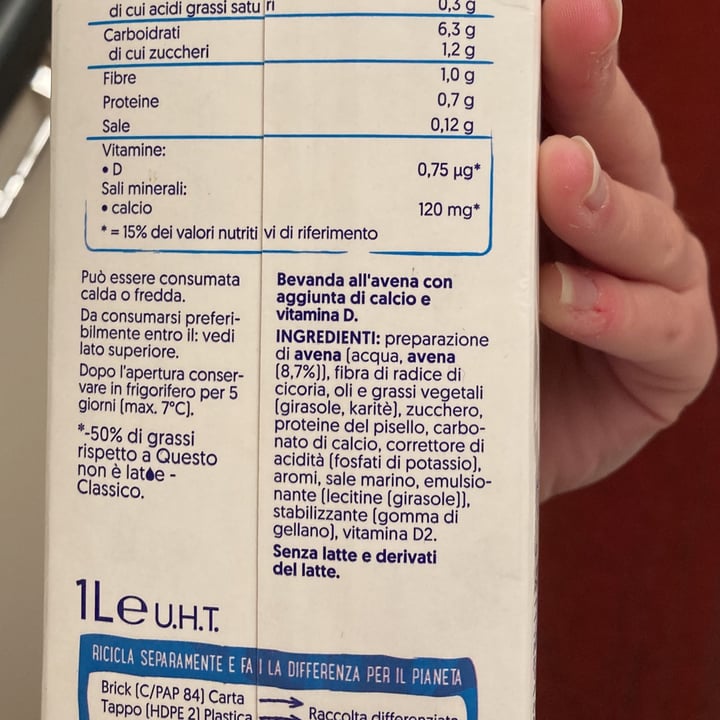 di cui acidi grassi saturi 0,3 g
Carboidrati 6,3 g
di cui zuccheri 1,2 g
Fibre 1,0 g
Proteine 0,7 g
Sale 0,12 g
Vitamine:
• D 0,75 µg*
Sali minerali:
• calcio 120 mg*
* = 15% dei valori nutritivi di riferimento
Può essere consumata
calda o fredda.
Da consumarsi preferi-
bilmente entro il: vedi
lato superiore.
Dopo l'apertura conser-
vare in frigorifero per 5
giorni (max. 7°C).
*-50% di grassi
rispetto a Questo
non è latte -
Classico.
Bevanda all'avena con
aggiunta di calcio e
vitamina D.
INGREDIENTI: preparazione
di avena (acqua, avena
(8,7%)), fibra di radice di
cicoria, oli e grassi vegetali
(girasole, karitè), zucchero,
proteine del pisello, carbo-
nato di calcio, correttore di
acidità (fosfati di potassio),
aromi, sale marino, emulsio-
nante (lecitine (girasole)),
stabilizzante (gomma di
gellano), vitamina D2.
Senza latte e derivati
del latte.
1L e U.H.T.
RICICLA SEPARAMENTE E FAI LA DIFFERENZA PER IL PIANETA
Brick (C/PAP 84) Carta
Tappo (HDPE 2) Plastica
Raccolta differenziata